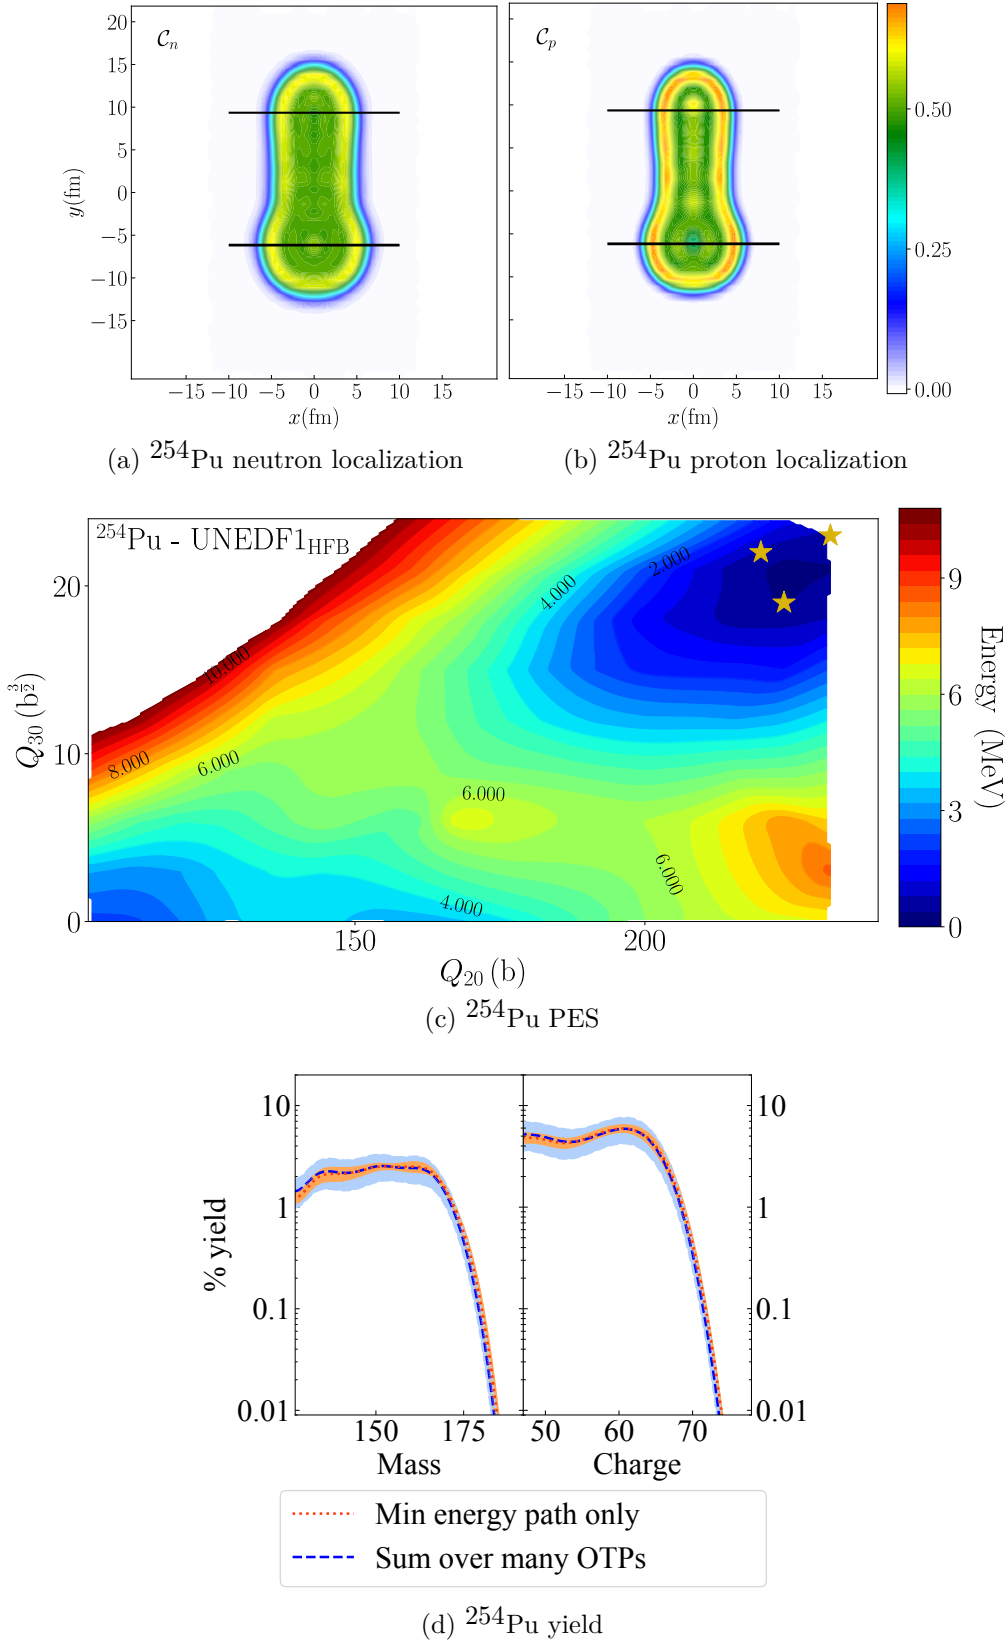 𝒞n
𝒞p
20
15
10
5
0
−5
−10
−15
y(fm)
−15 −10 −5 0 5 10 15
x(fm)
−15 −10 −5 0 5 10 15
x(fm)
0.50
0.25
0.00
(a) ²⁵⁴Pu neutron localization
(b) ²⁵⁴Pu proton localization
²⁵⁴Pu - UNEDF1HFB
2.000
4.000
10.000
8.000
6.000
6.000
6.000
4.000
20
10
0
Q30 (b^3/2)
150 200
Q20 (b)
9
6
3
0
Energy (MeV)
(c) ²⁵⁴Pu PES
10
1
0.1
0.01
% yield
10
1
0.1
0.01
150 175
Mass
50 60 70
Charge
Min energy path only
Sum over many OTPs
(d) ²⁵⁴Pu yield